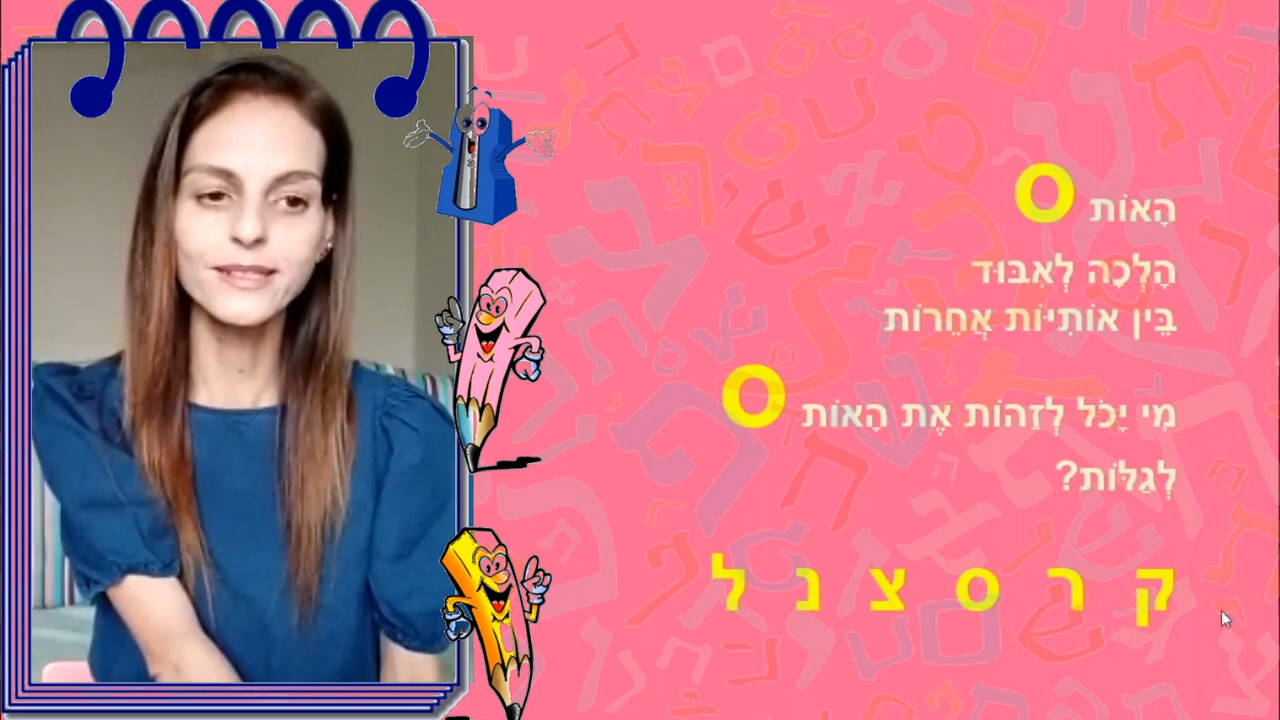 הָאוֹת ס
הָלְכָה לְאִבּוּד
בֵּין אוֹתִיּוֹת אֲחֵרוֹת
מִי יָכֹל לְזַהוֹת אֶת הָאוֹת ס
לְגַלּוֹת?
ק ר ס צ נ ל